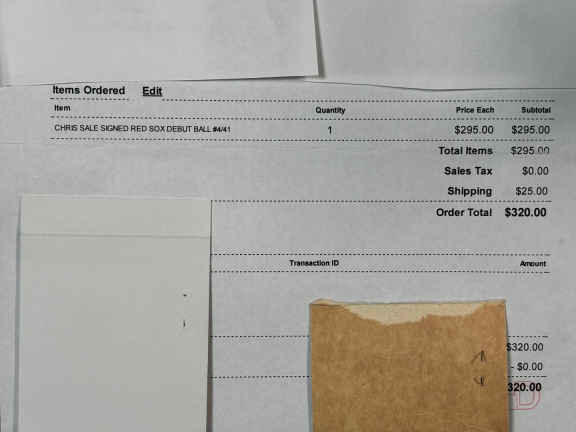 Items Ordered Edit
Item Quantity Price Each Subtotal
CHRIS SALE SIGNED RED SOX DEBUT BALL #4/41 1 $295.00 $295.00
Total Items $295.00
Sales Tax $0.00
Shipping $25.00
Order Total $320.00
Transaction ID Amount
$320.00
- $0.00
320.00